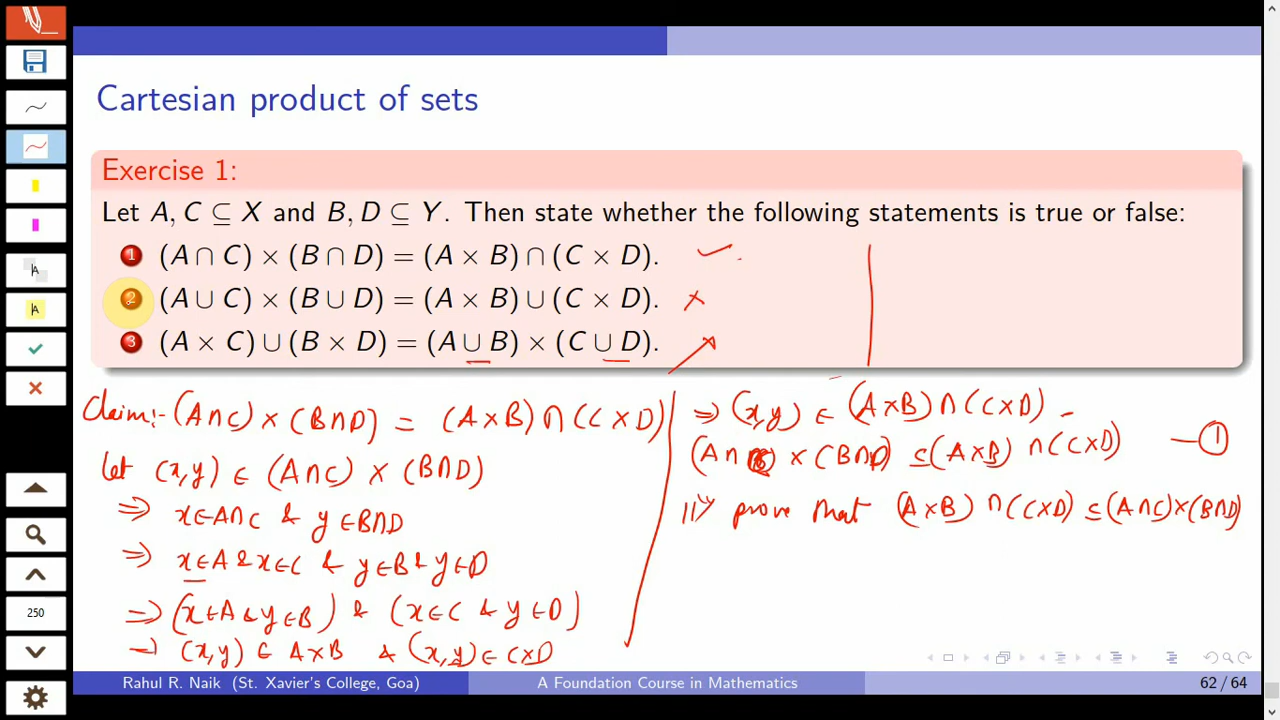 Cartesian product of sets
Exercise 1:
Let A, C ⊆ X and B, D ⊆ Y. Then state whether the following statements is true or false:
1 (A ∩ C) × (B ∩ D) = (A × B) ∩ (C × D). ✓
2 (A ∪ C) × (B ∪ D) = (A × B) ∪ (C × D). ×
3 (A × C) ∪ (B × D) = (A ∪ B) × (C ∪ D). ×
Claim:- (A∩C) × (B∩D) = (A×B) ∩ (C×D)
let (x,y) ∈ (A∩C) × (B∩D)
⇒ x∈A∩C & y∈B∩D
⇒ x∈A & x∈C & y∈B & y∈D
⇒ (x∈A & y∈B) & (x∈C & y∈D)
⇒ (x,y) ∈ A×B & (x,y) ∈ C×D
⇒ (x,y) ∈ (A×B) ∩ (C×D)
(A∩ ) × (B∩D) ⊆ (A×B) ∩ (C×D) — ①
||ly prove that (A×B) ∩ (C×D) ⊆ (A∩C)×(B∩D)
A
A
250
Rahul R. Naik (St. Xavier's College, Goa)
A Foundation Course in Mathematics
62 / 64